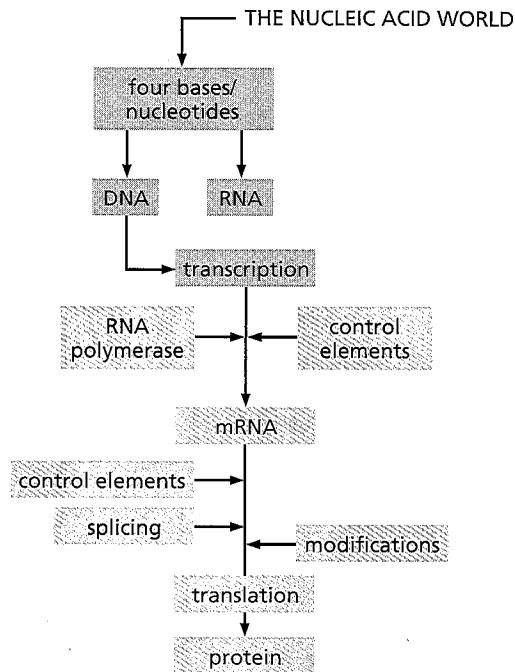 THE NUCLEIC ACID WORLD
four bases/
nucleotides
DNA
RNA
transcription
RNA
polymerase
control
elements
mRNA
control elements
splicing
modifications
translation
protein